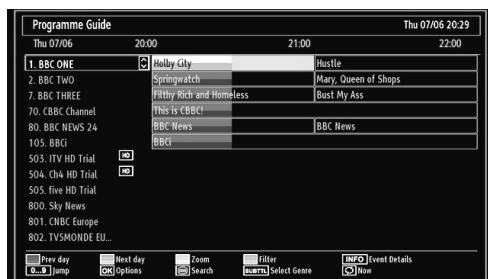 Programme Guide Thu 07/06 20:29
Thu 07/06 20:00 21:00 22:00
1. BBC ONE Holby City Hustle
2. BBC TWO Springwatch Mary, Queen of Shops
7. BBC THREE Filthy Rich and Homeless Bust My Ass
70. CBBC Channel This is CBBC!
80. BBC NEWS 24 BBC News BBC News
105. BBCi BBCi
503. ITV HD Trial HD
504. Ch4 HD Trial HD
505. five HD Trial
800. Sky News
801. CNBC Europe
802. TV5MONDE EU...
Prev day Next day Zoom Filter INFO Event Details
0...9 Jump OK Options Search SUBTTL Select Genre Now